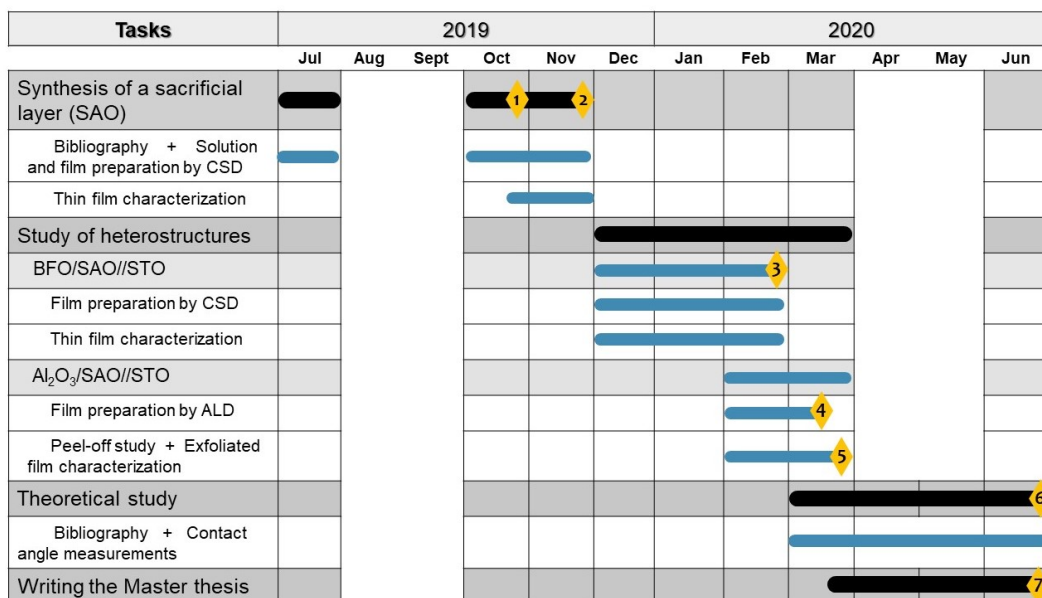 Tasks 2019 2020
Jul Aug Sept Oct Nov Dec Jan Feb Mar Apr May Jun
Synthesis of a sacrificial
layer (SAO)
1 2
Bibliography + Solution
and film preparation by CSD
Thin film characterization
Study of heterostructures
BFO/SAO//STO 3
Film preparation by CSD
Thin film characterization
Al₂O₃/SAO//STO
Film preparation by ALD 4
Peel-off study + Exfoliated
film characterization
5
Theoretical study 6
Bibliography + Contact
angle measurements
Writing the Master thesis 7